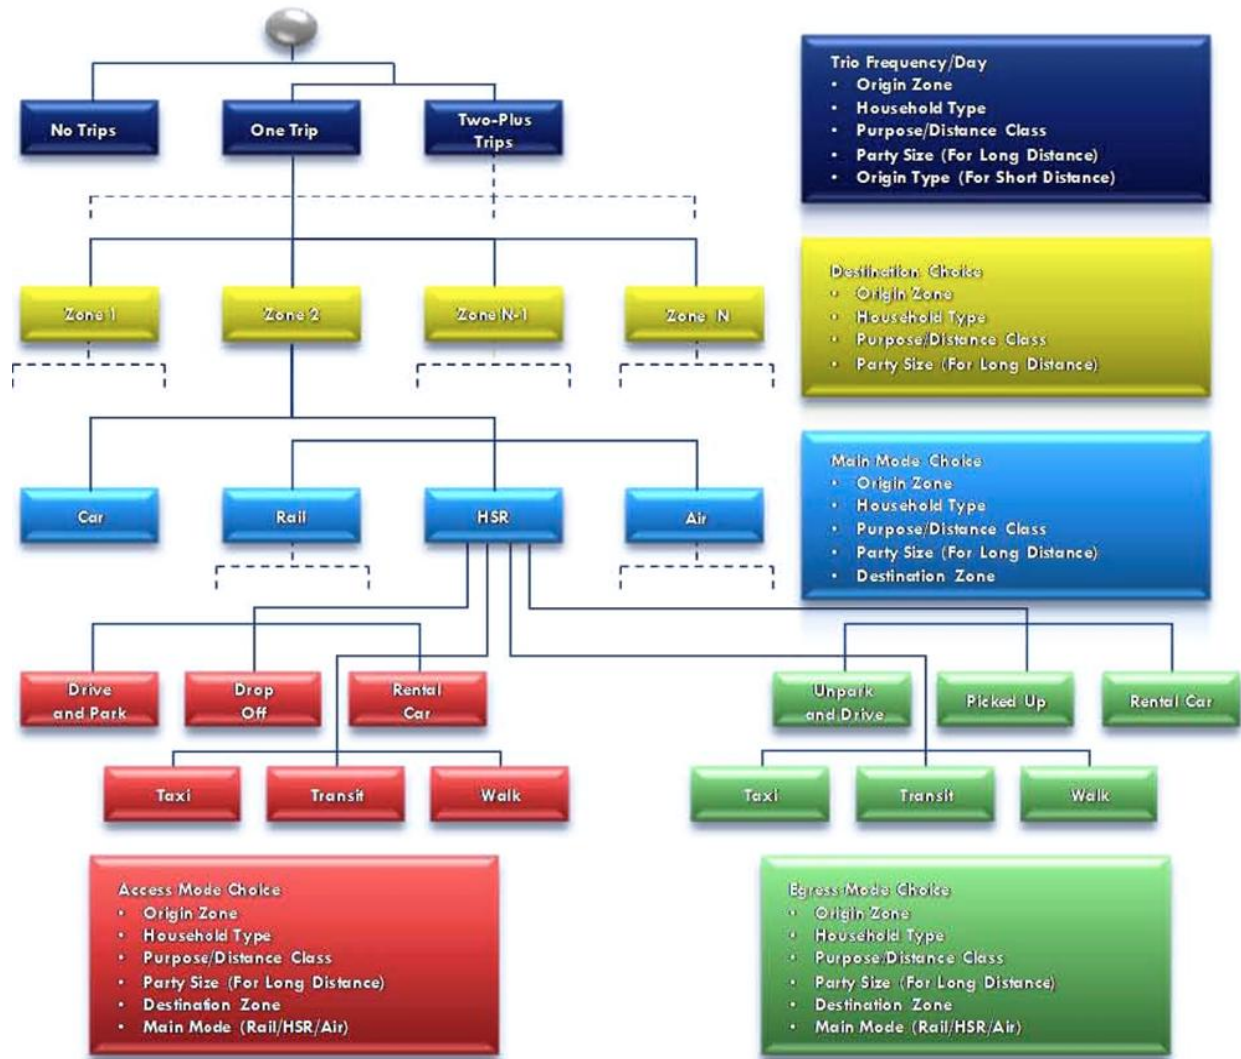 No Trips
One Trip
Two-Plus
Trips
Trio Frequency/Day
• Origin Zone
• Household Type
• Purpose/Distance Class
• Party Size (For Long Distance)
• Origin Type (For Short Distance)
Zone 1
Zone 2
Zone N-1
Zone N
Destination Choice
• Origin Zone
• Household Type
• Purpose/Distance Class
• Party Size (For Long Distance)
Car
Rail
HSR
Air
Main Mode Choice
• Origin Zone
• Household Type
• Purpose/Distance Class
• Party Size (For Long Distance)
• Destination Zone
Drive
and Park
Drop
Off
Rental
Car
Unpark
and Drive
Picked Up
Rental Car
Taxi
Transit
Walk
Taxi
Transit
Walk
Access Mode Choice
• Origin Zone
• Household Type
• Purpose/Distance Class
• Party Size (For Long Distance)
• Destination Zone
• Main Mode (Rail/HSR/Air)
Egress Mode Choice
• Origin Zone
• Household Type
• Purpose/Distance Class
• Party Size (For Long Distance)
• Destination Zone
• Main Mode (Rail/HSR/Air)